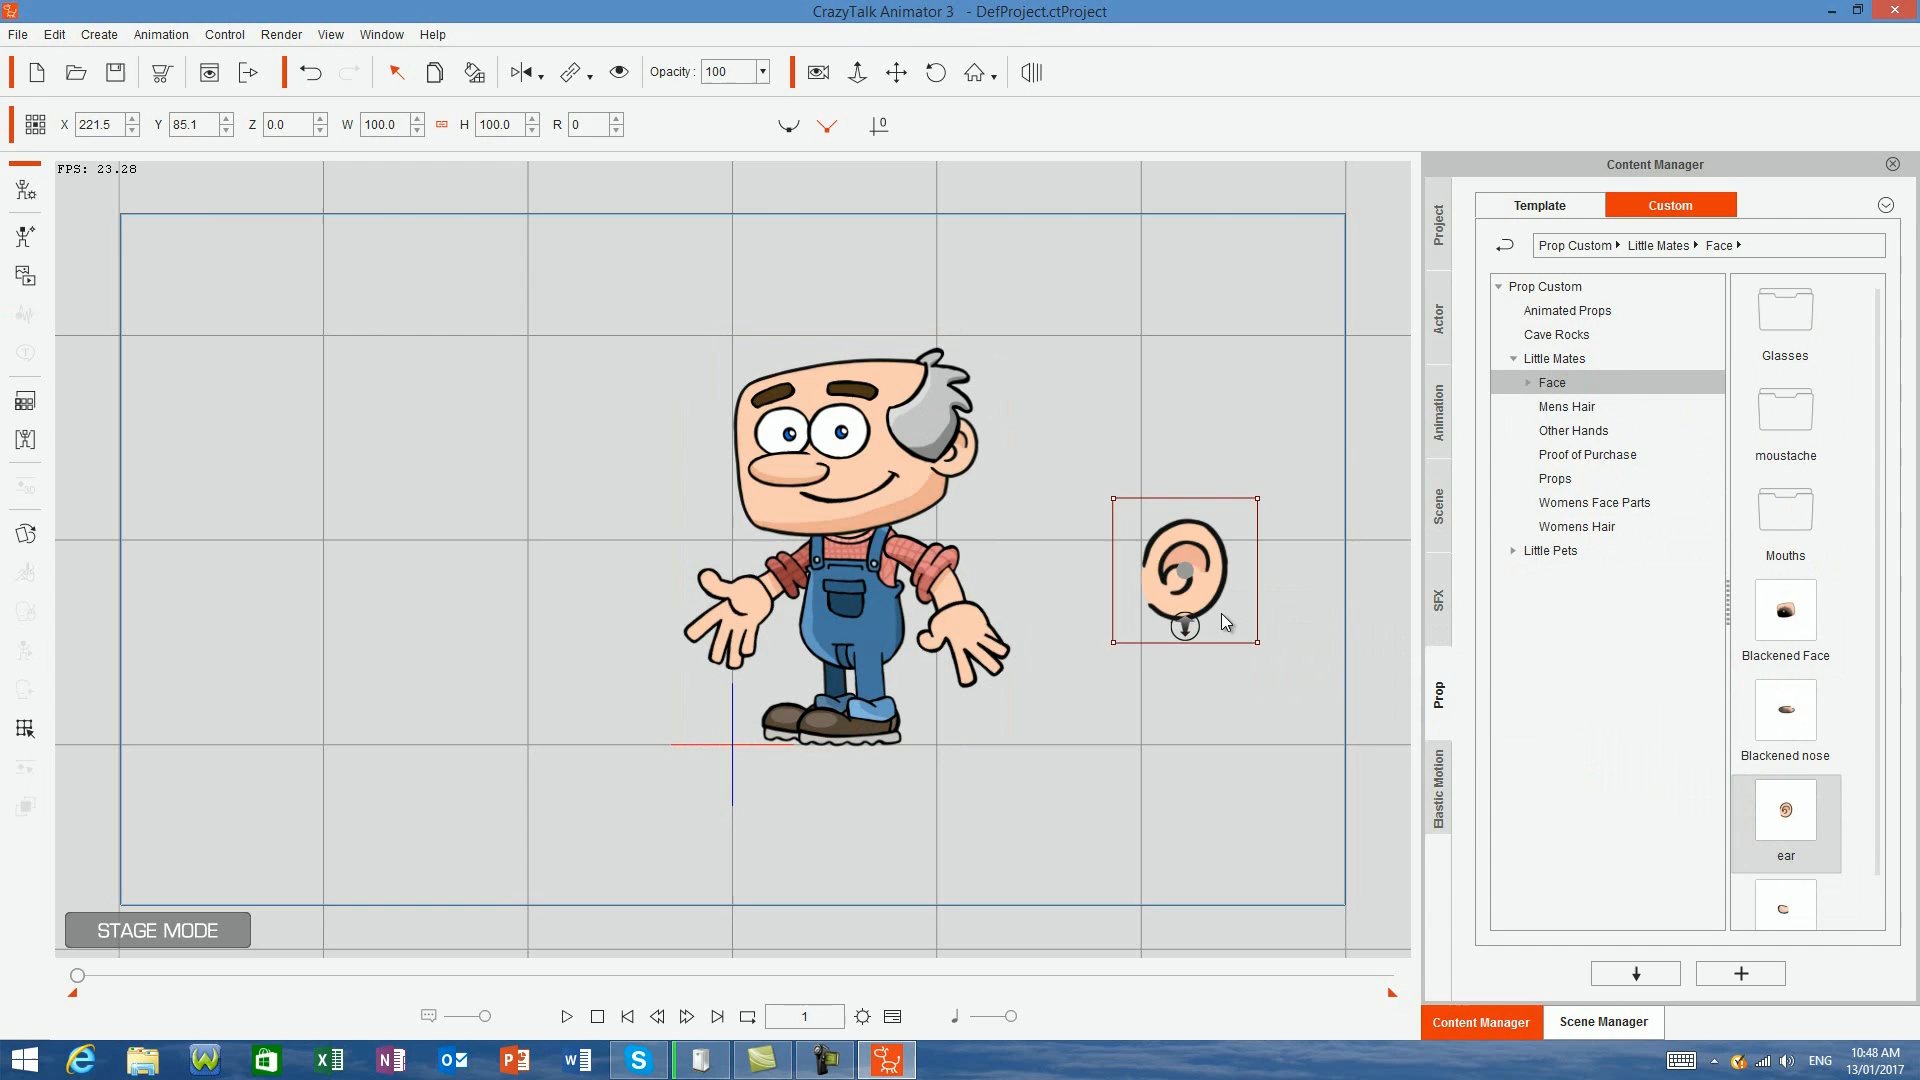 CrazyTalk Animator 3 - DefProject.ctProject
File Edit Create Animation Control Render View Window Help
Opacity : 100
X 221.5 Y 85.1 Z 0.0 W 100.0 H 100.0 R 0
0
FPS: 23.28
Content Manager
Template Custom
Prop Custom Little Mates Face
Project
Actor
Animation
Scene
SFX
Prop
Elastic Motion
Prop Custom
Animated Props
Cave Rocks
Little Mates
Face
Mens Hair
Other Hands
Proof of Purchase
Props
Womens Face Parts
Womens Hair
Little Pets
Glasses
moustache
Mouths
Blackened Face
Blackened nose
ear
STAGE MODE
1
Content Manager Scene Manager
ENG
10:48 AM
13/01/2017